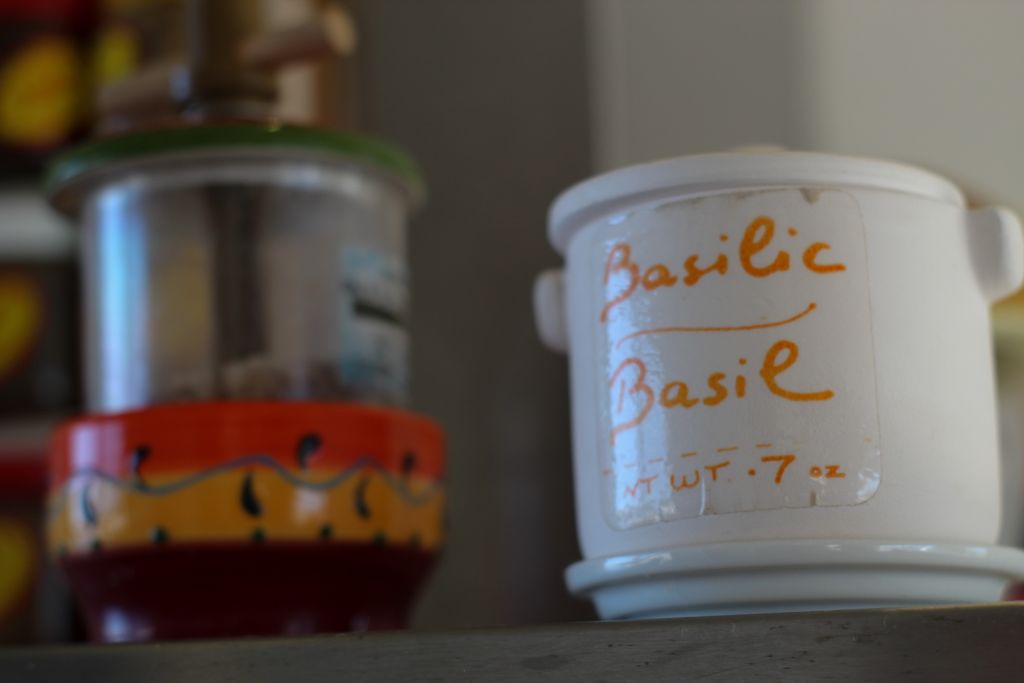 Basilic
Basil
NT WT. .7 oz